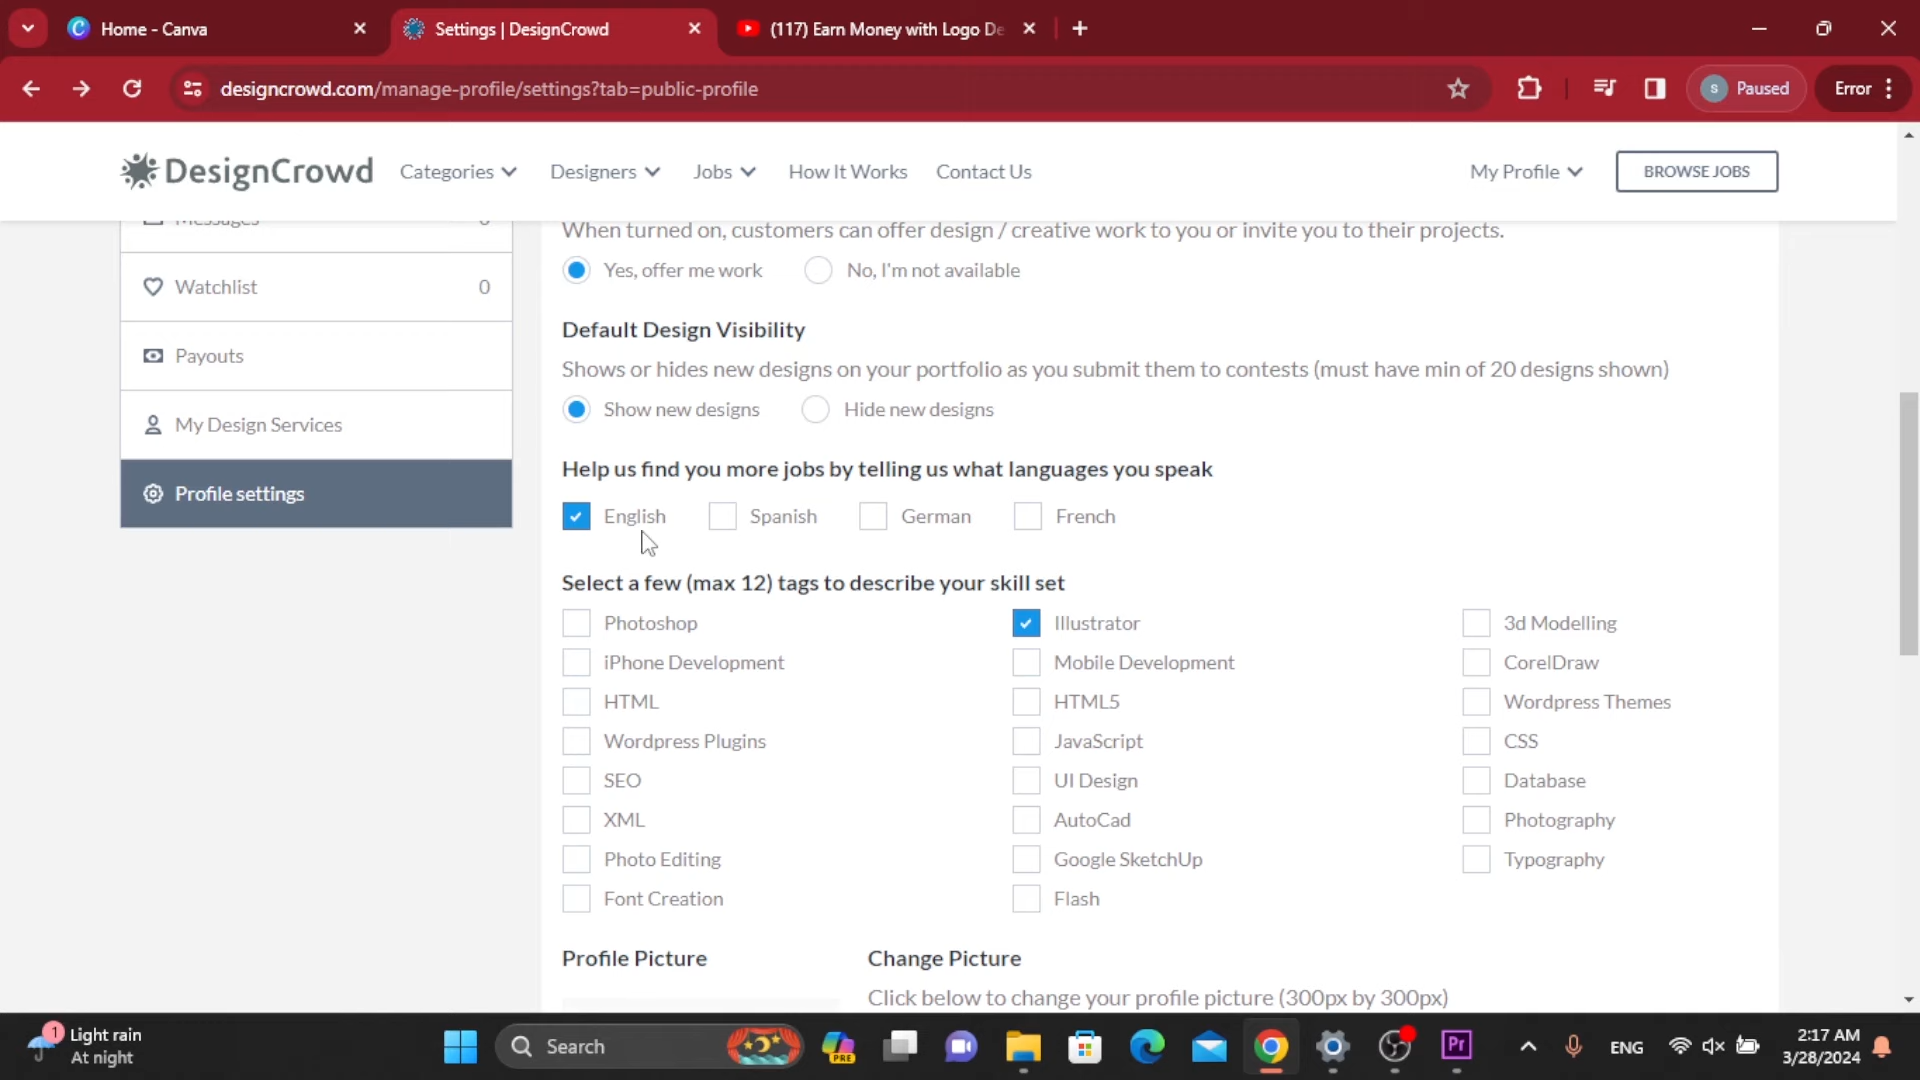 Home - Canva
Settings | DesignCrowd
(117) Earn Money with Logo De
designcrowd.com/manage-profile/settings?tab=public-profile
s Paused
Error
DesignCrowd
Categories
Designers
Jobs
How It Works
Contact Us
My Profile
BROWSE JOBS
Messages 0
Watchlist 0
Payouts
My Design Services
Profile settings
When turned on, customers can offer design / creative work to you or invite you to their projects.
Yes, offer me work No, I'm not available
Default Design Visibility
Shows or hides new designs on your portfolio as you submit them to contests (must have min of 20 designs shown)
Show new designs Hide new designs
Help us find you more jobs by telling us what languages you speak
English Spanish German French
Select a few (max 12) tags to describe your skill set
Photoshop Illustrator 3d Modelling
iPhone Development Mobile Development CorelDraw
HTML HTML5 Wordpress Themes
Wordpress Plugins JavaScript CSS
SEO UI Design Database
XML AutoCad Photography
Photo Editing Google SketchUp Typography
Font Creation Flash
Profile Picture Change Picture
Click below to change your profile picture (300px by 300px)
1 Light rain
At night
Search
PRE
Pr
ENG
2:17 AM
3/28/2024